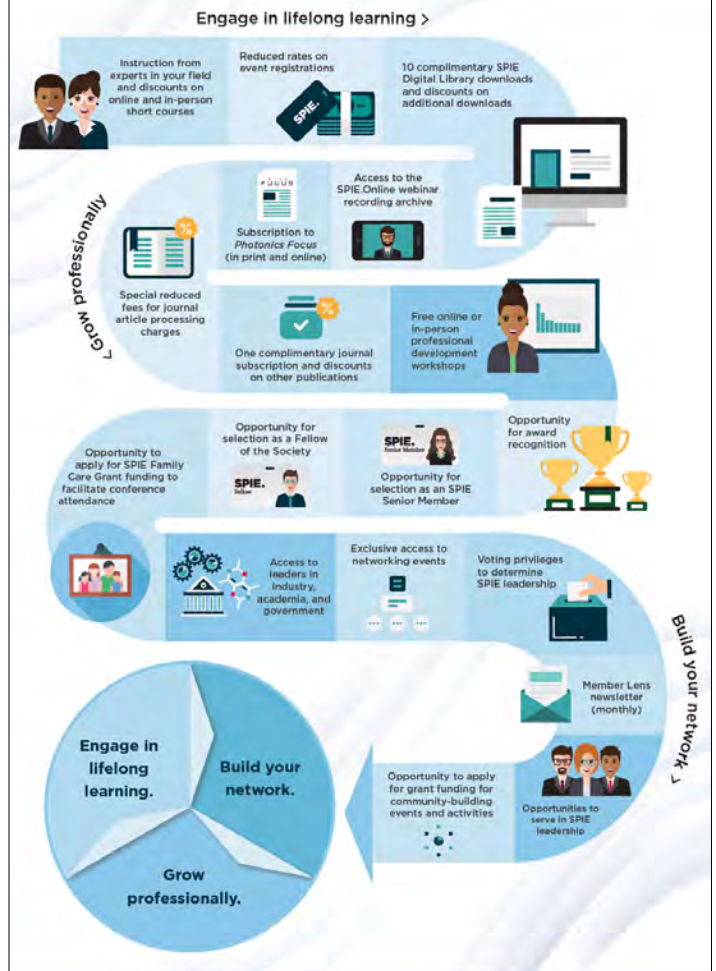 Engage in lifelong learning >
Instruction from
experts in your field
and discounts on
online and in-person
short courses
Reduced rates on
event registrations
SPIE.
10 complimentary SPIE
Digital Library downloads
and discounts on
additional downloads
Grow professionally >
Special reduced
fees for journal
article processing
charges
FOCUS
Subscription to
Photonics Focus
(in print and online)
Access to the
SPIE.Online webinar
recording archive
%
One complimentary journal
subscription and discounts
on other publications
%
Free online or
in-person
professional
development
workshops
Opportunity to
apply for SPIE Family
Care Grant funding to
facilitate conference
attendance
Opportunity for
selection as a Fellow
of the Society
SPIE.
Fellow
SPIE.
Senior Member
Opportunity for
selection as an SPIE
Senior Member
Opportunity
for award
recognition
Access to
leaders in
industry,
academia, and
government
Exclusive access to
networking events
Voting privileges
to determine
SPIE leadership
Build your network >
Member Lens
newsletter
(monthly)
Opportunities to
serve in SPIE
leadership
Opportunity to apply
for grant funding for
community-building
events and activities
Engage in
lifelong
learning.
Build your
network.
Grow
professionally.